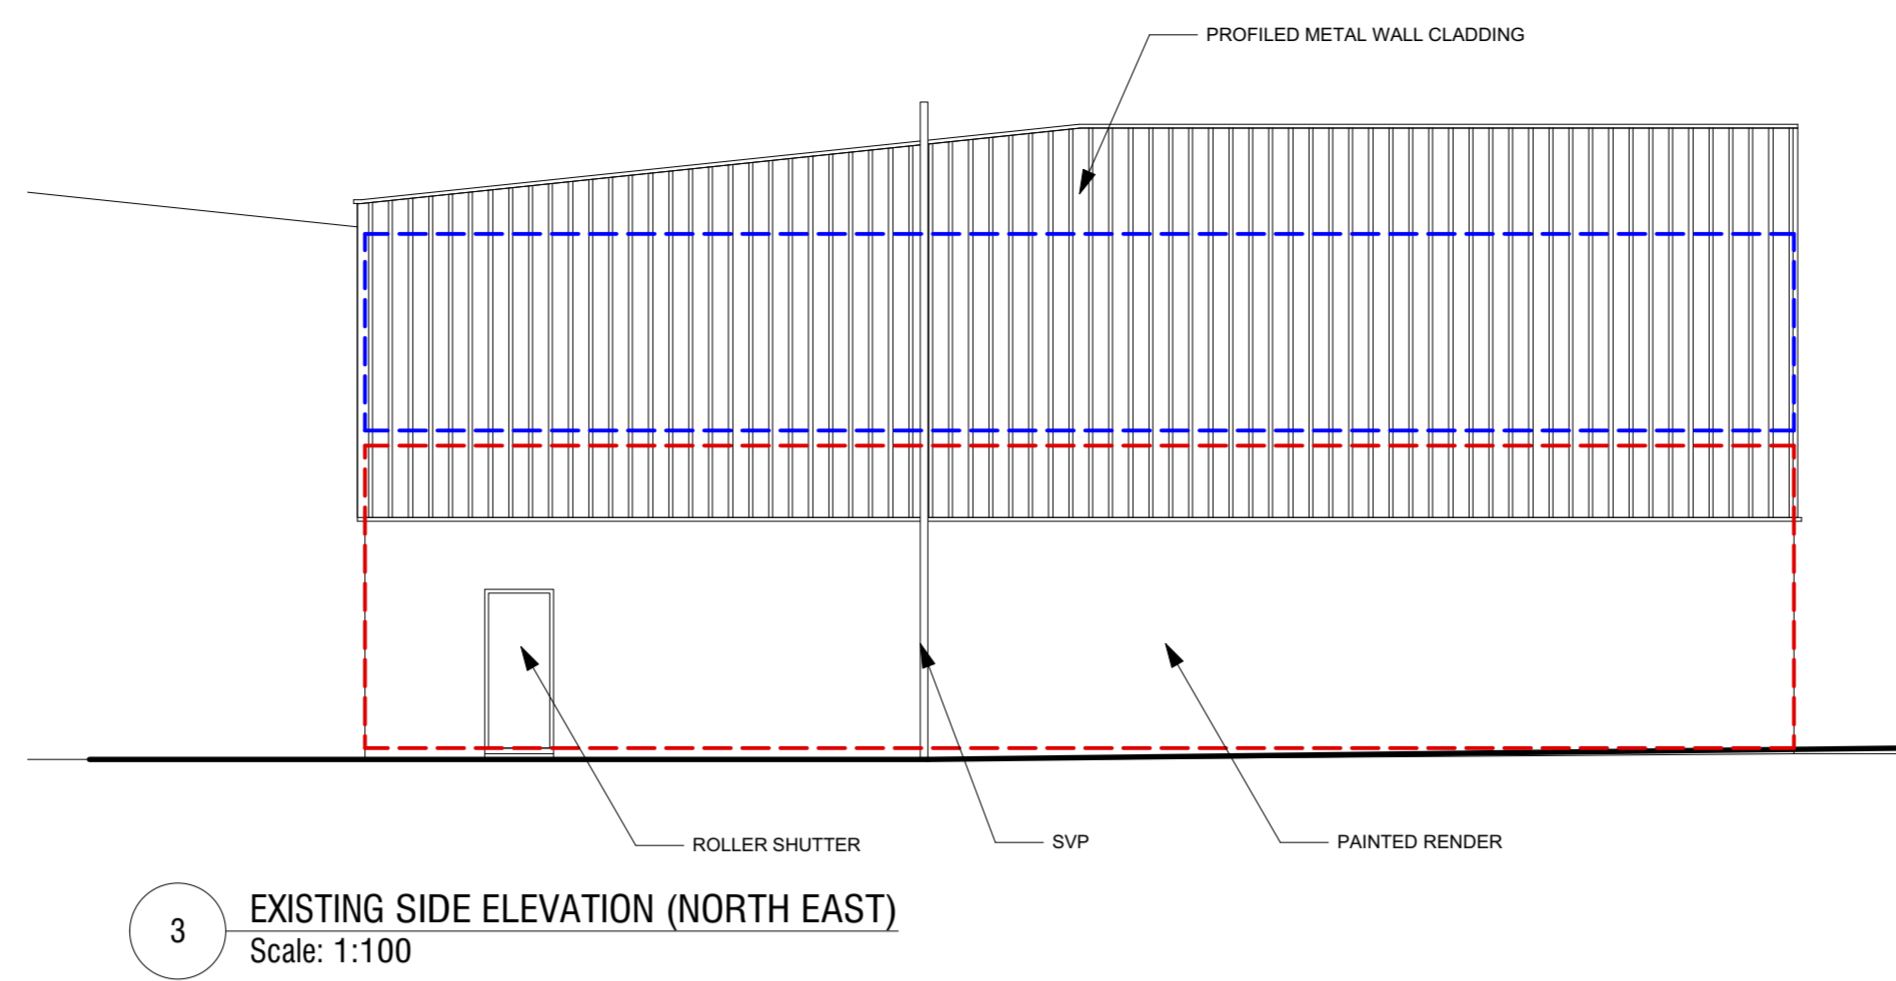 PROFILED METAL WALL CLADDING
ROLLER SHUTTER
SVP
PAINTED RENDER
3
EXISTING SIDE ELEVATION (NORTH EAST)
Scale: 1:100